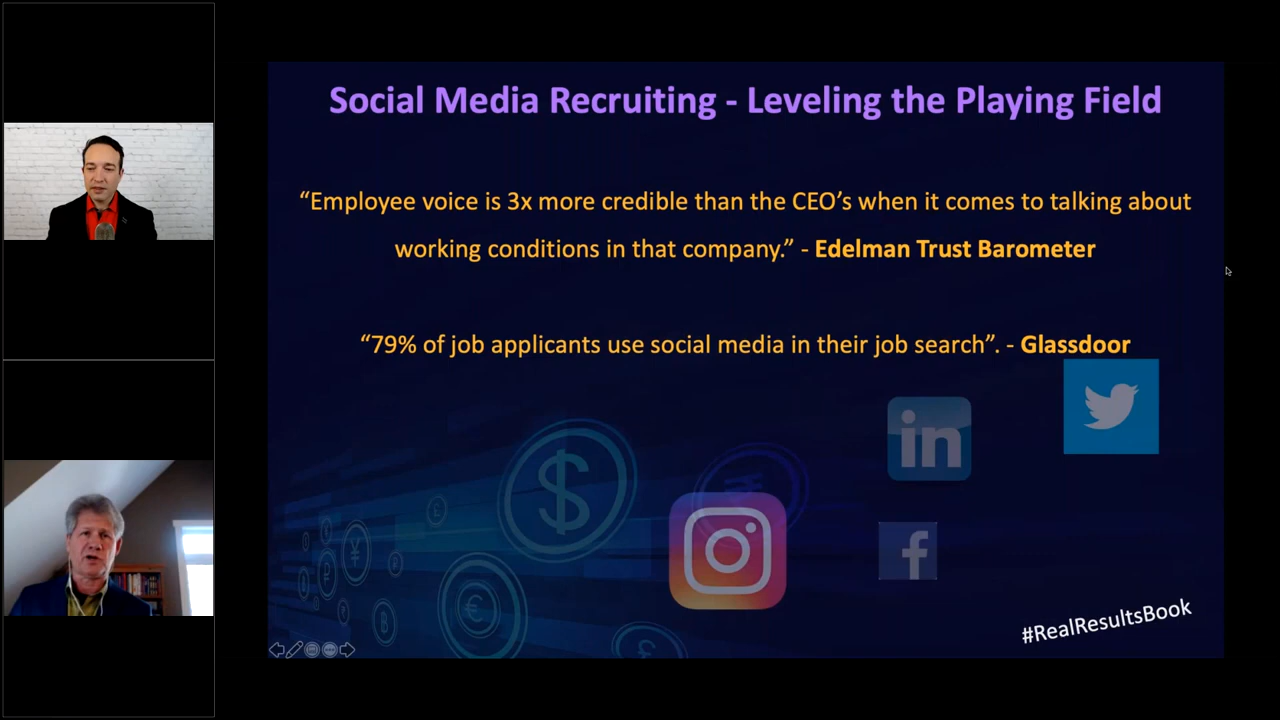 Social Media Recruiting - Leveling the Playing Field
“Employee voice is 3x more credible than the CEO’s when it comes to talking about
working conditions in that company.” - Edelman Trust Barometer
“79% of job applicants use social media in their job search”. - Glassdoor
in
f
#RealResultsBook